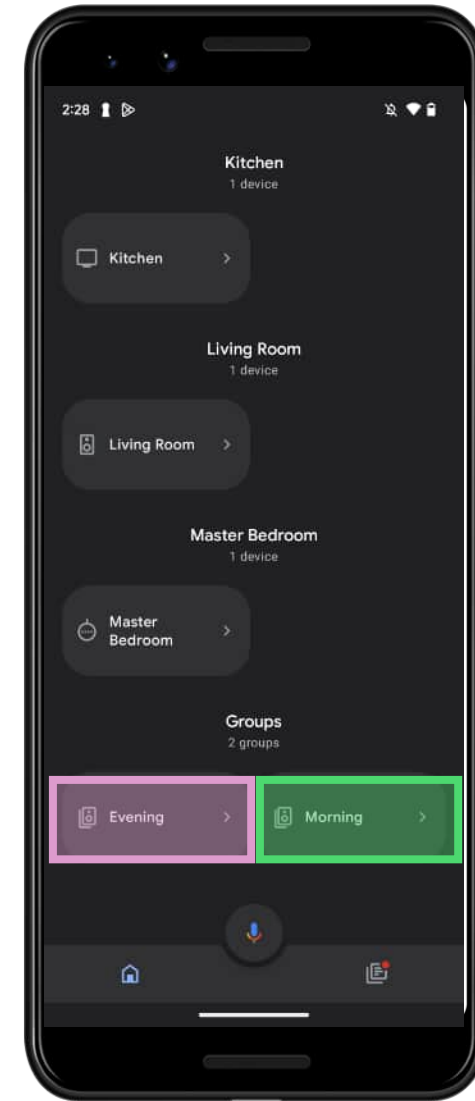 2:28
Kitchen
1 device
Kitchen
Living Room
1 device
Living Room
Master Bedroom
1 device
Master
Bedroom
Groups
2 groups
Evening
Morning